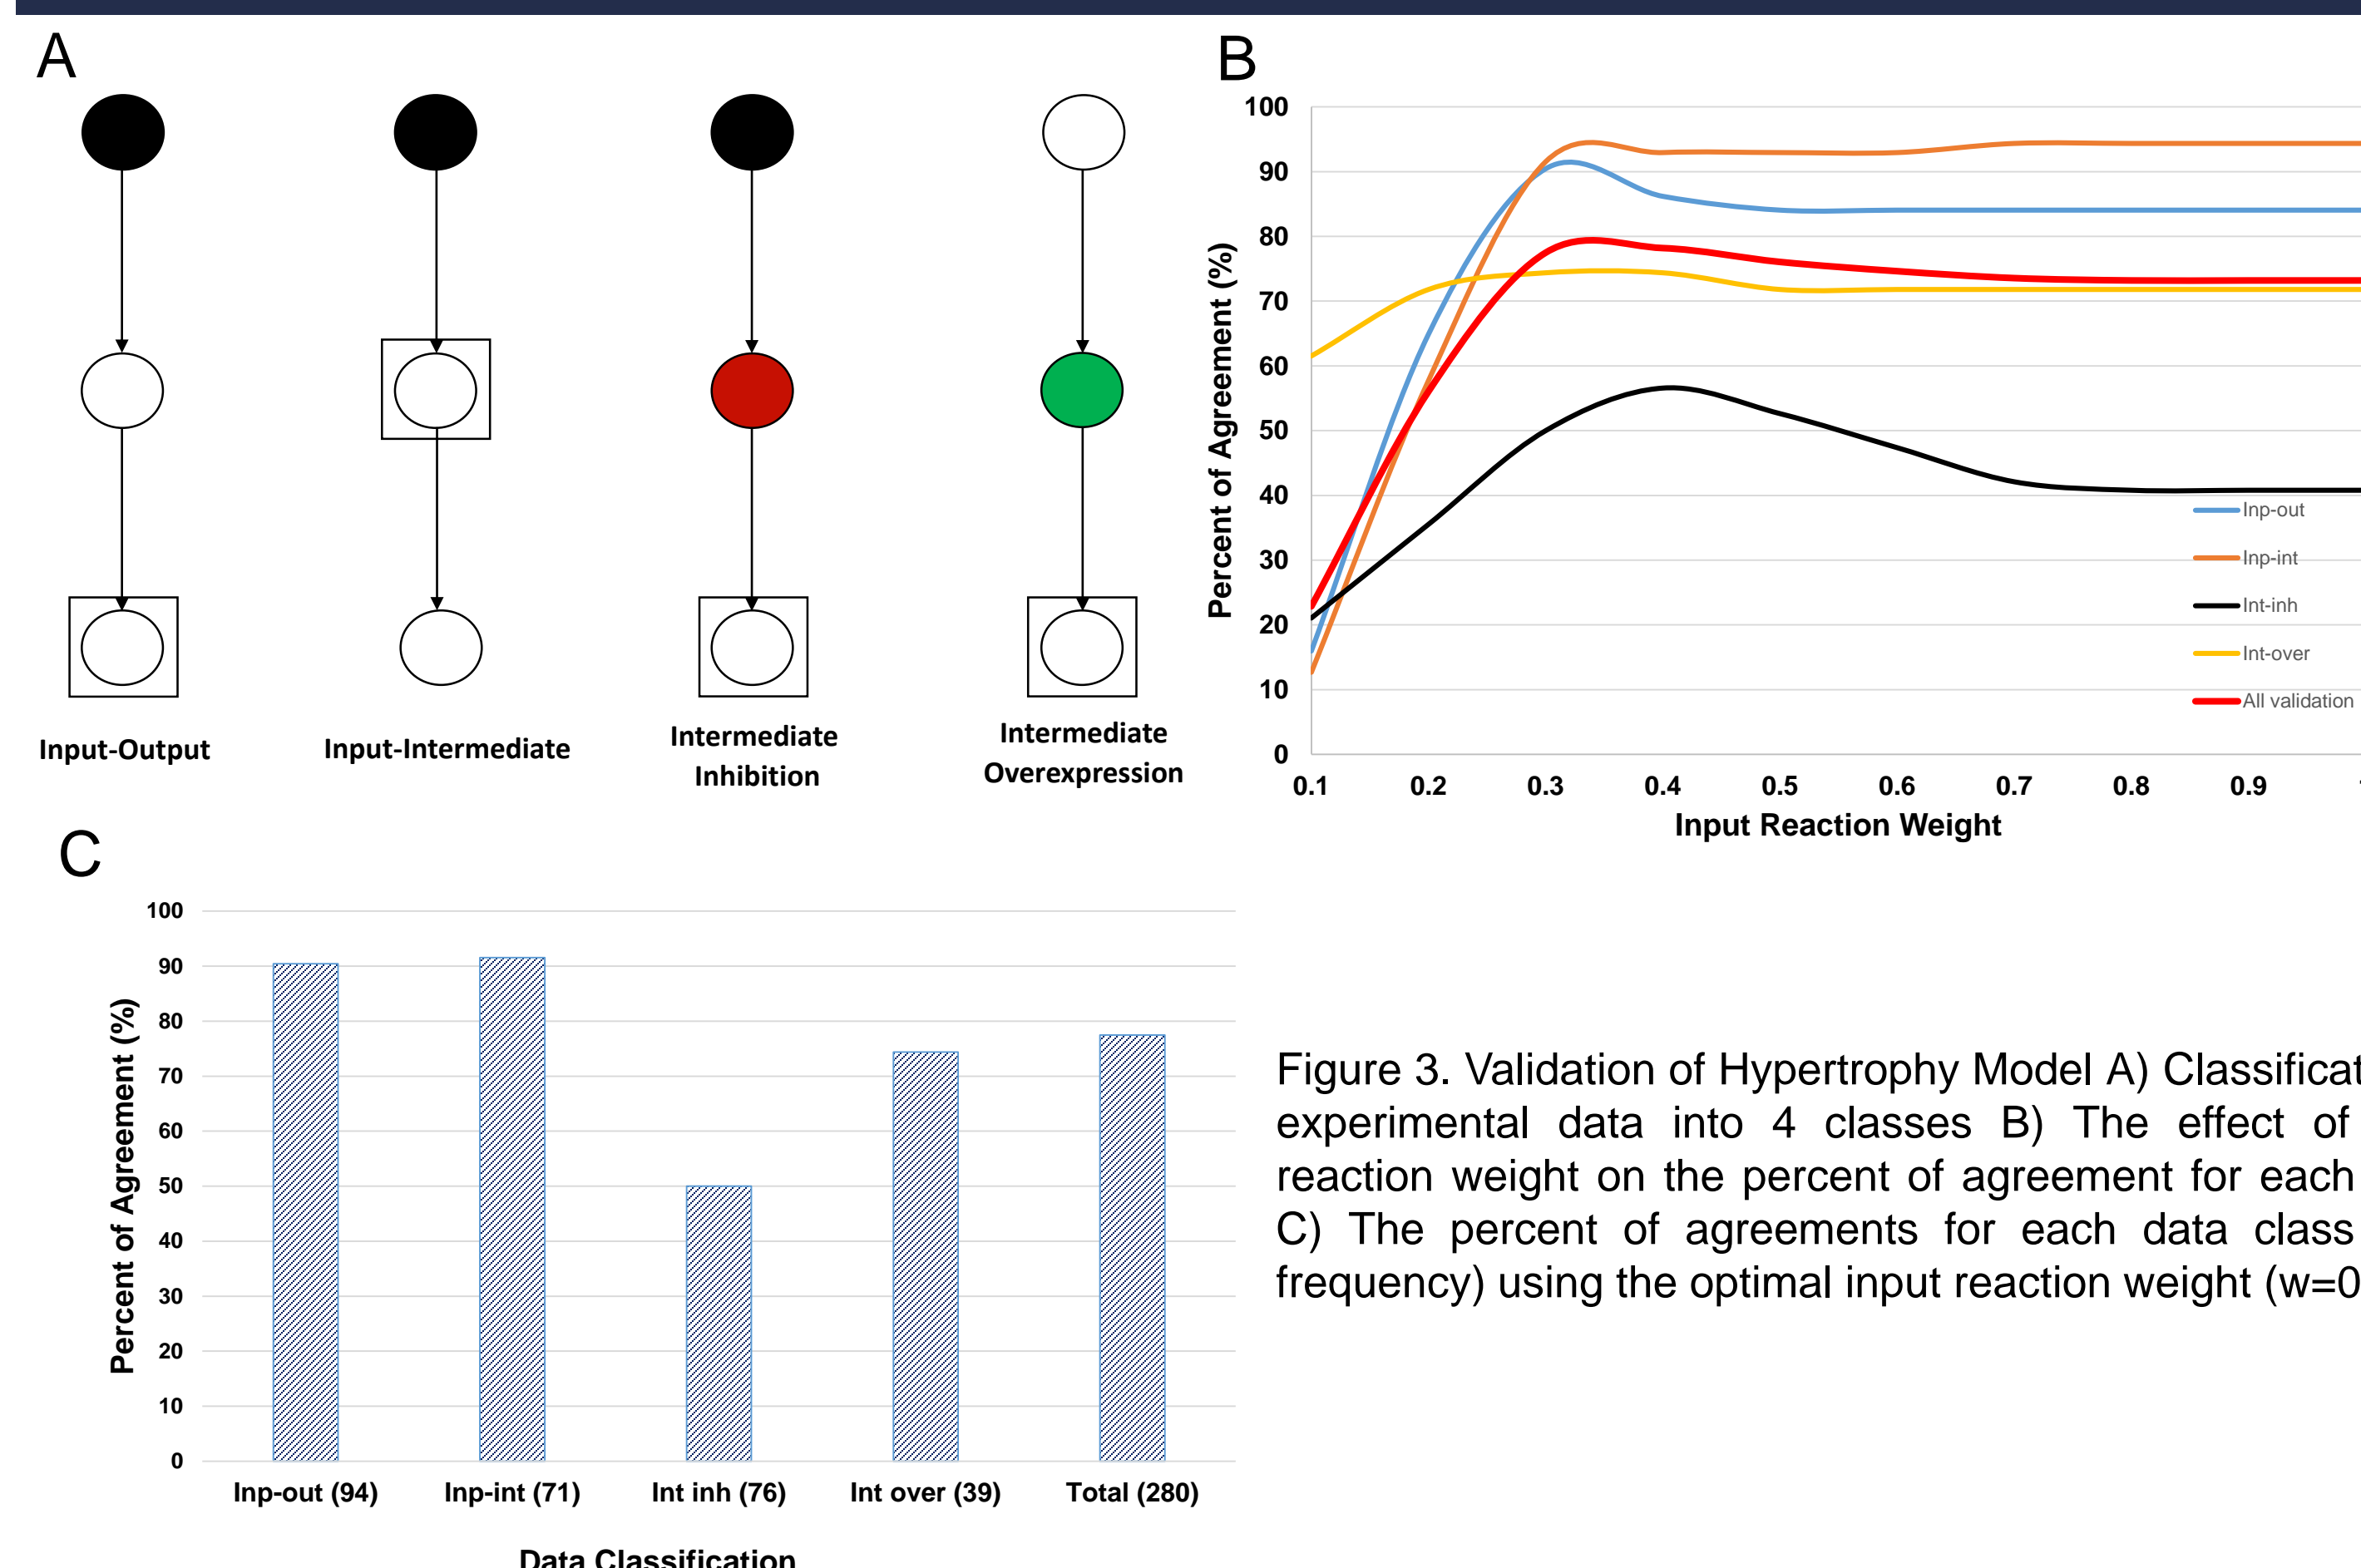 A
Input-Output
Input-Intermediate
Intermediate
Inhibition
Intermediate
Overexpression
B
100
90
80
70
60
50
40
30
20
10
0
Percent of Agreement (%)
0.1 0.2 0.3 0.4 0.5 0.6 0.7 0.8 0.9
Input Reaction Weight
Inp-out
Inp-int
Int-inh
Int-over
All validation
C
100
90
80
70
60
50
40
30
20
10
0
Percent of Agreement (%)
Inp-out (94) Inp-int (71) Int inh (76) Int over (39) Total (280)
Data Classification
Figure 3. Validation of Hypertrophy Model A) Classificat
experimental data into 4 classes B) The effect of
reaction weight on the percent of agreement for each
C) The percent of agreements for each data class
frequency) using the optimal input reaction weight (w=0